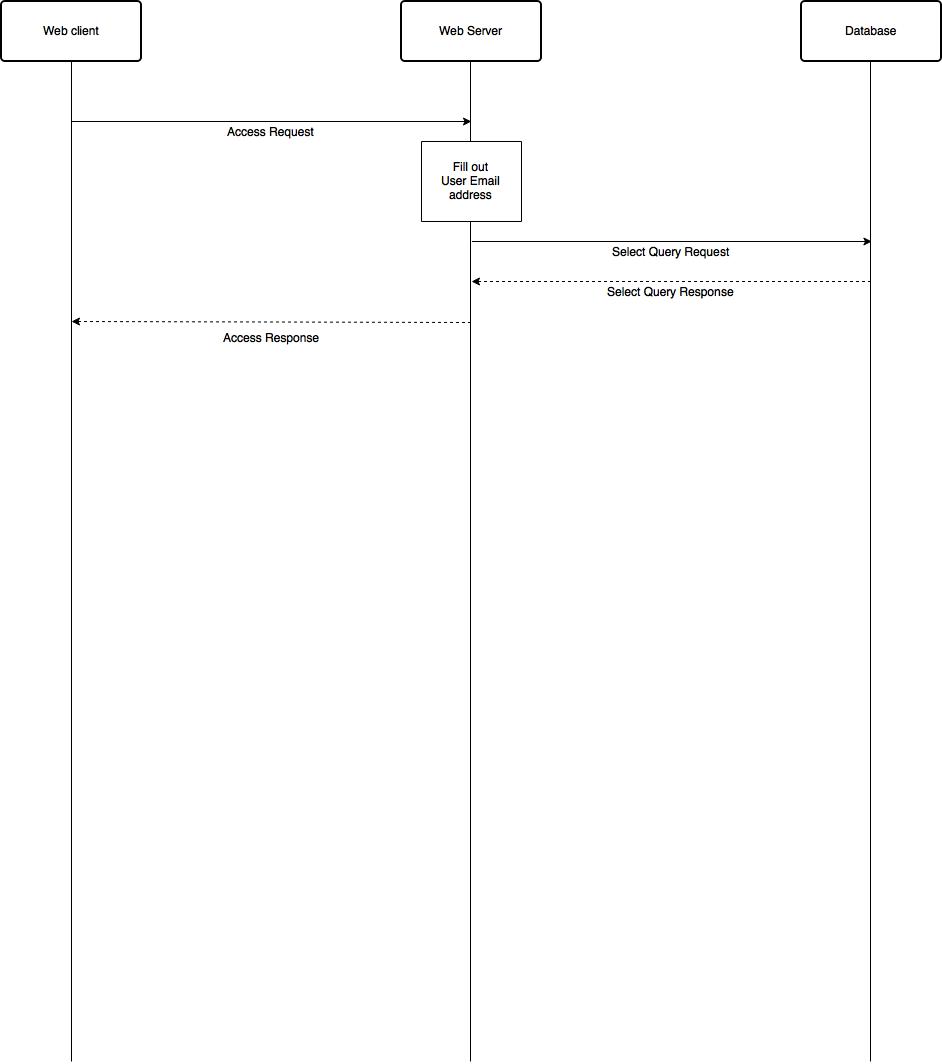 Web client
Web Server
Database
Access Request
Fill out
User Email
address
Select Query Request
Select Query Response
Access Response